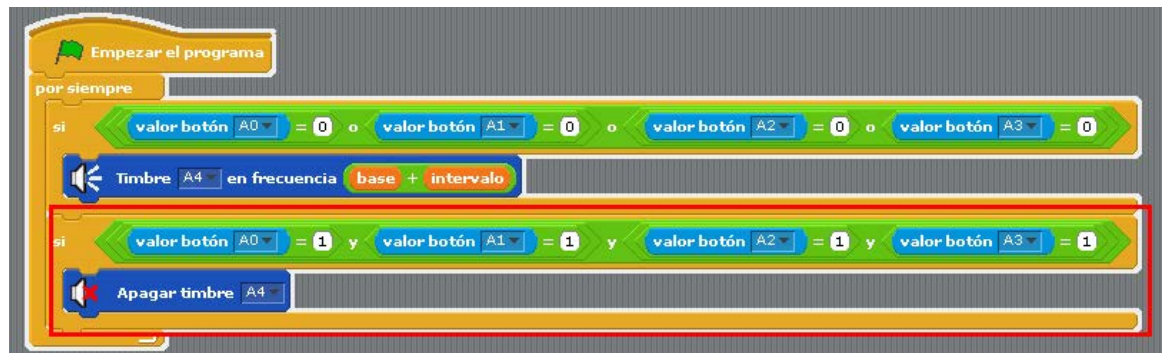 Empezar el programa
por siempre
si valor botón A0 = 0 o valor botón A1 = 0 o valor botón A2 = 0 o valor botón A3 = 0
Timbre A4 en frecuencia base + intervalo
si valor botón A0 = 1 y valor botón A1 = 1 y valor botón A2 = 1 y valor botón A3 = 1
Apagar timbre A4